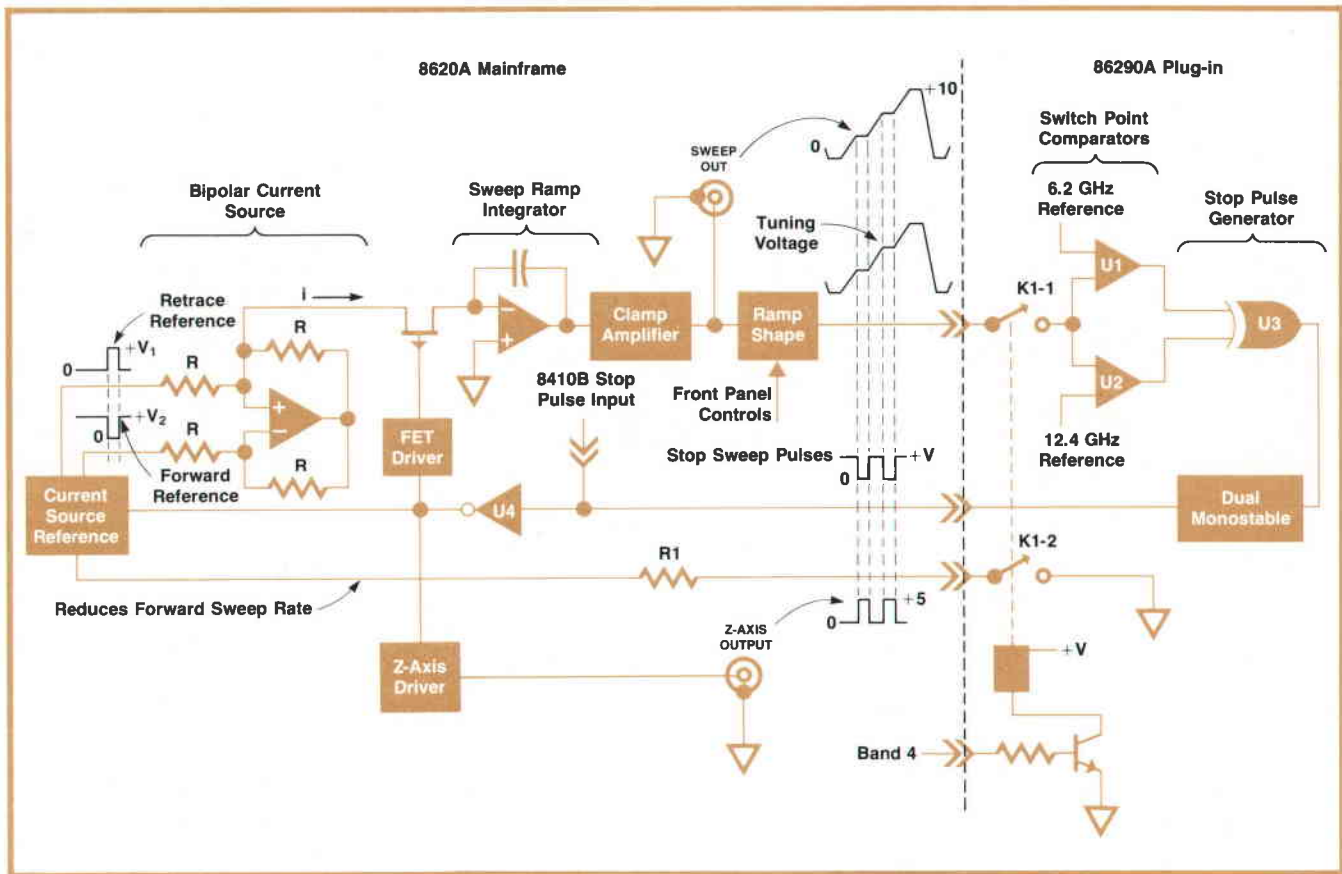 8620A Mainframe
86290A Plug-in
+10
0
SWEEP
OUT
Switch Point
Comparators
6.2 GHz
Reference
Stop Pulse
Generator
Bipolar Current
Source
Sweep Ramp
Integrator
Tuning
Voltage
i
Retrace
Reference
R
+V1
0
R
Clamp
Amplifier
Ramp
Shape
K1-1
U1
U2
U3
−
+
+
−
8410B Stop
Pulse Input
Front Panel
Controls
+V2
0
R
R
Forward
Reference
FET
Driver
Stop Sweep Pulses
+V
0
12.4 GHz
Reference
Current
Source
Reference
U4
Dual
Monostable
R1
K1-2
Reduces Forward Sweep Rate
+5
0
Z-AXIS
OUTPUT
Z-Axis
Driver
+V
Band 4